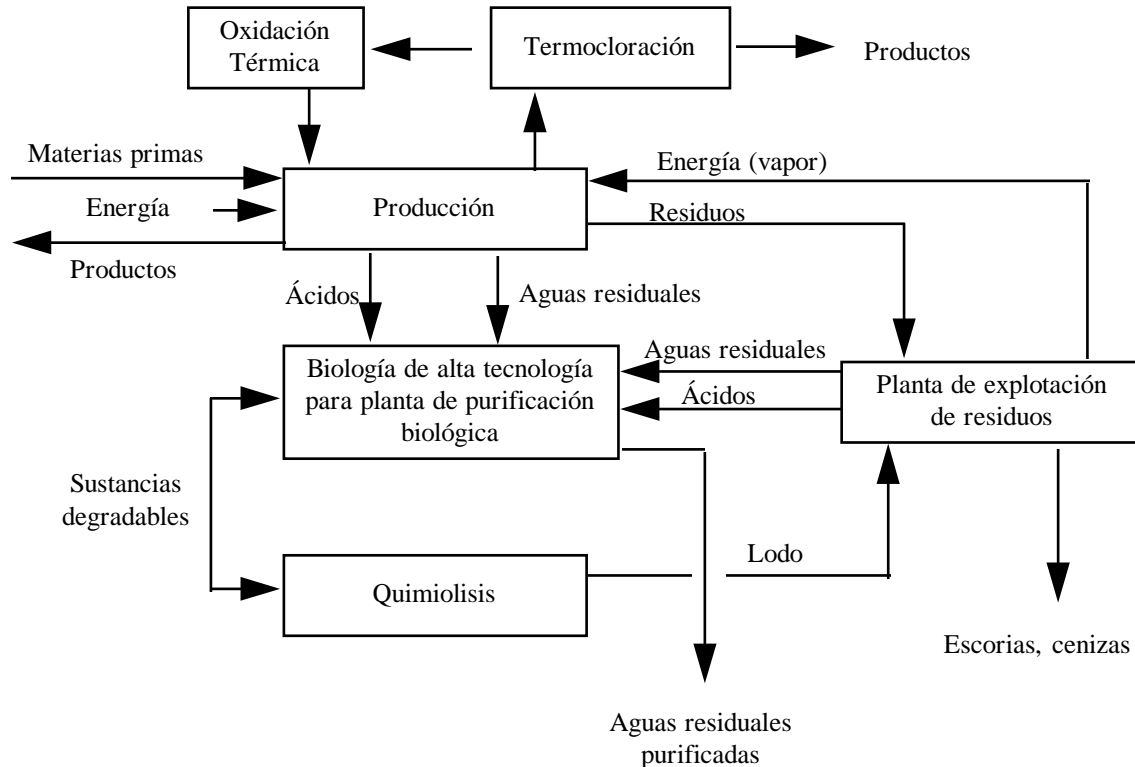 Oxidación
Térmica
Termocloración
Productos
Materias primas
Energía (vapor)
Energía
Producción
Residuos
Productos
Ácidos
Aguas residuales
Aguas residuales
Biología de alta tecnología
para planta de purificación
biológica
Ácidos
Planta de explotación
de residuos
Sustancias
degradables
Lodo
Quimiolisis
Escorias, cenizas
Aguas residuales
purificadas